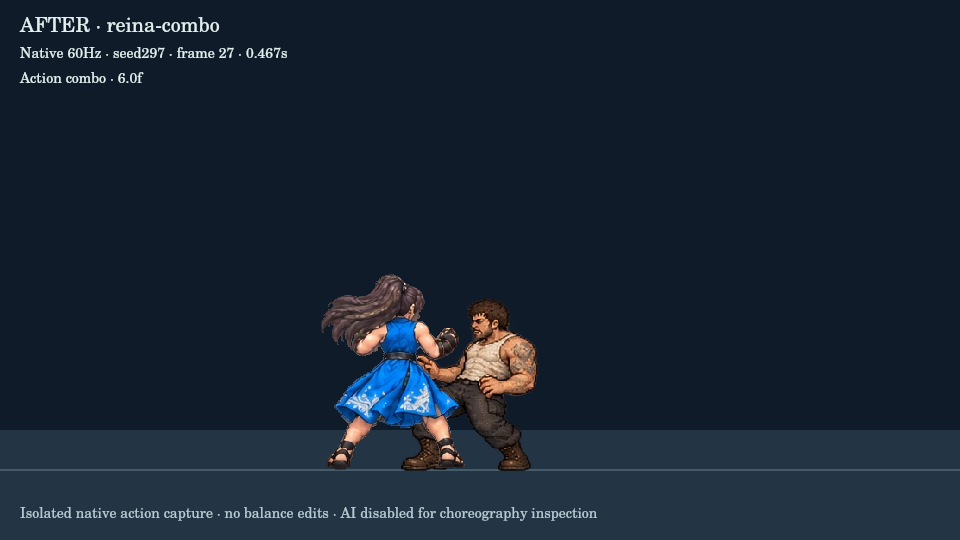 AFTER · reina-combo
Native 60Hz · seed297 · frame 27 · 0.467s
Action combo · 6.0f
Isolated native action capture · no balance edits · AI disabled for choreography inspection